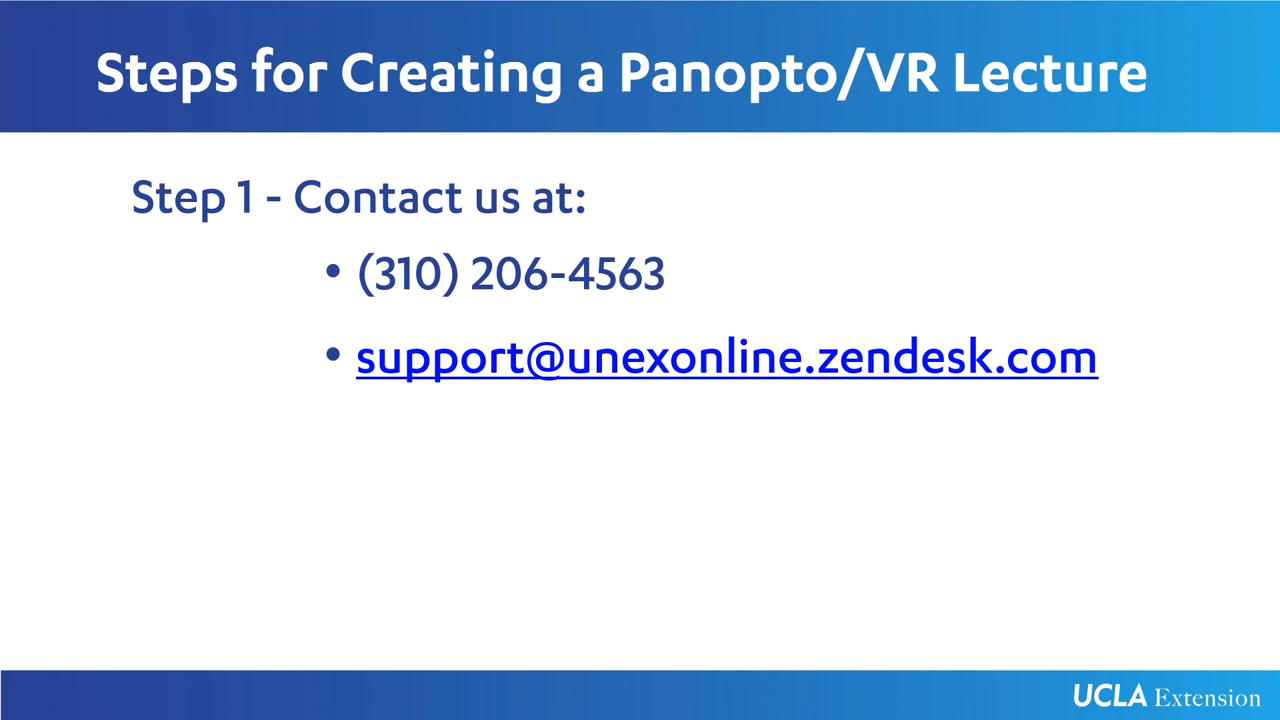 Steps for Creating a Panopto/VR Lecture
Step 1 - Contact us at:
• (310) 206-4563
• support@unexonline.zendesk.com
UCLA Extension